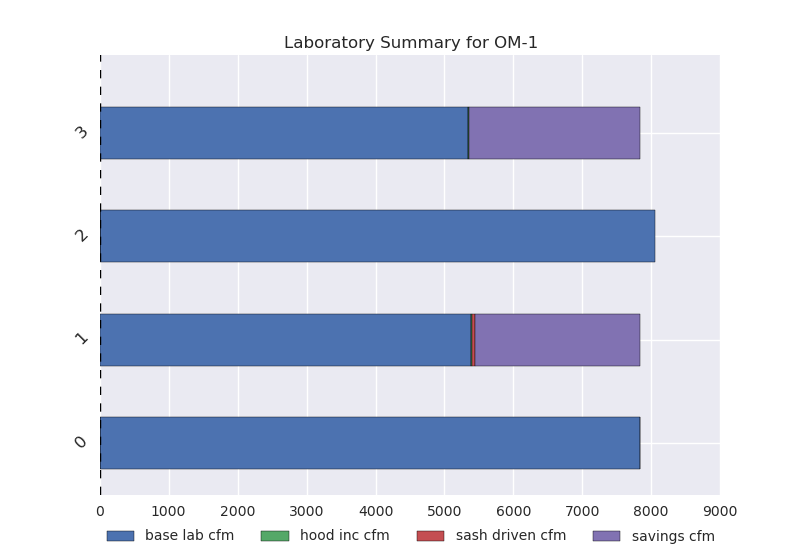 Laboratory Summary for OM-1
3
2
1
0
0 1000 2000 3000 4000 5000 6000 7000 8000 9000
base lab cfm hood inc cfm sash driven cfm savings cfm